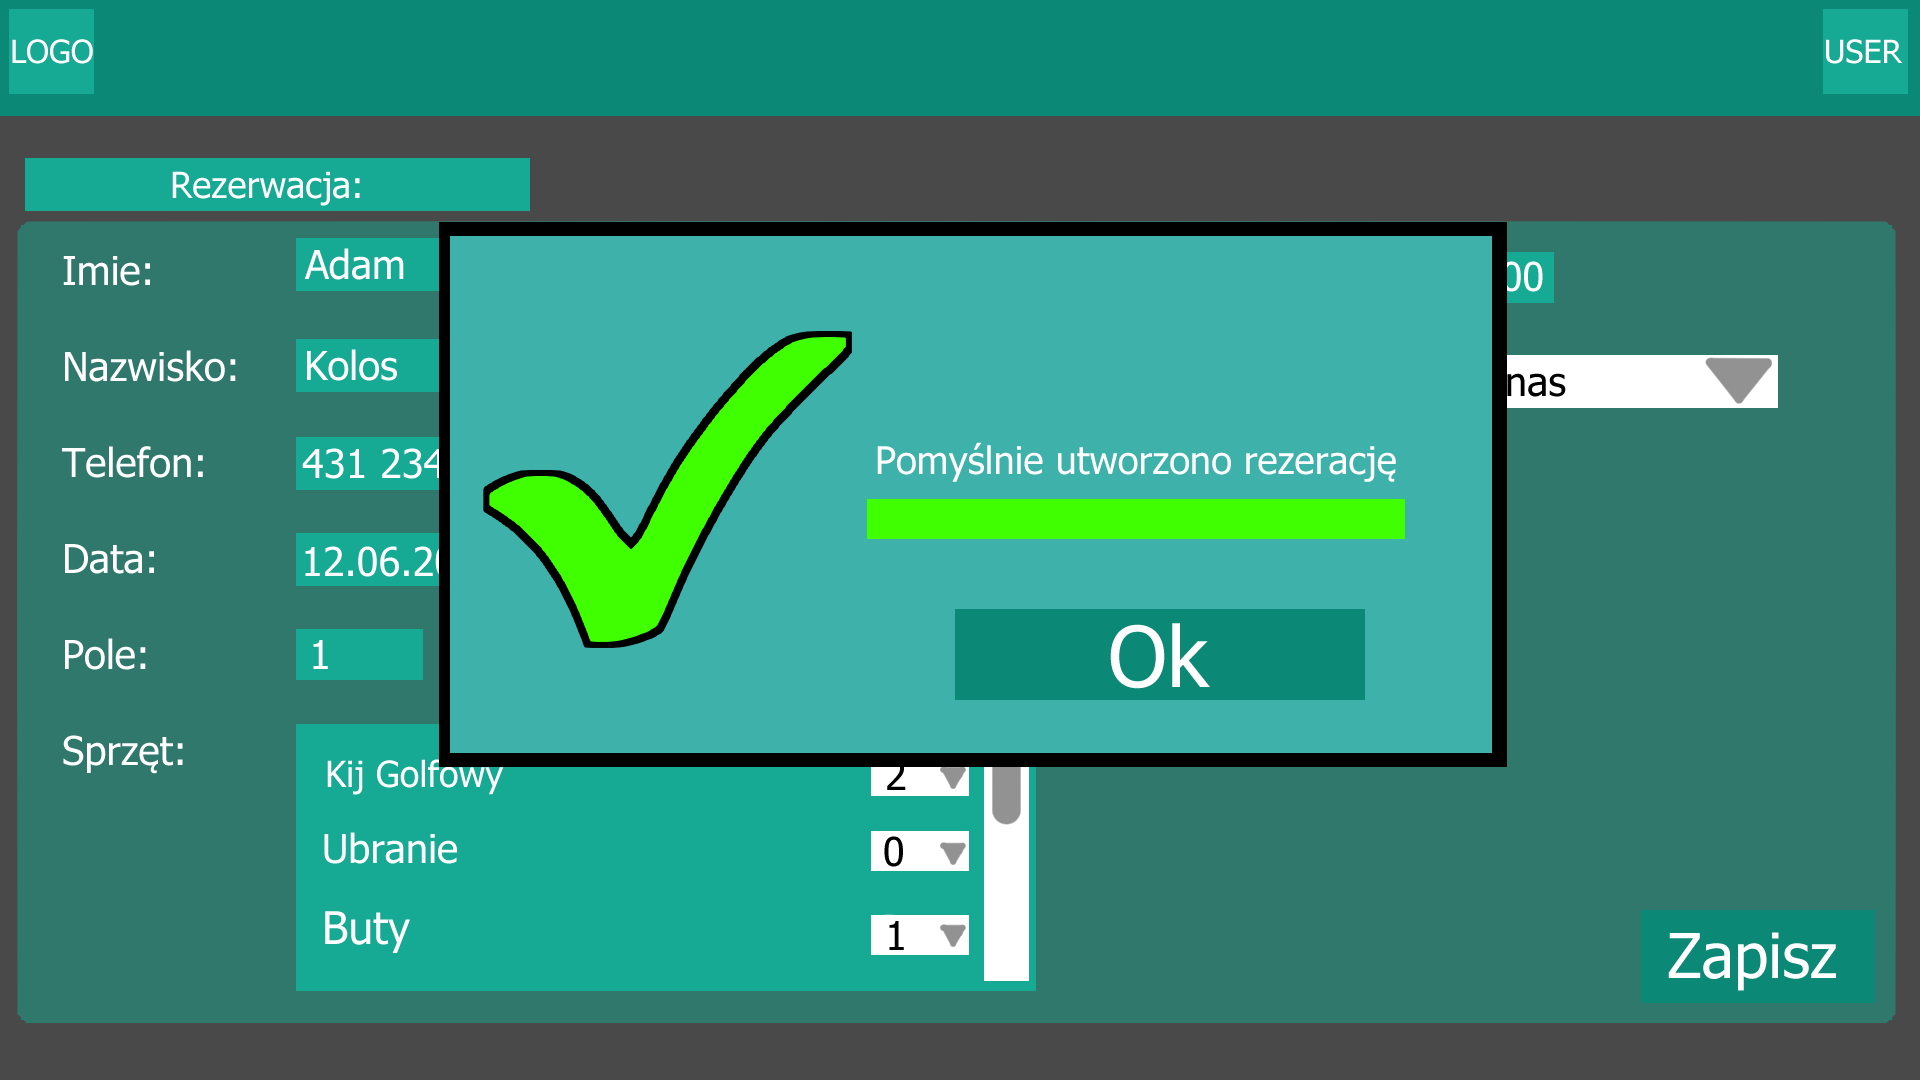 LOGO
USER
Rezerwacja:
Imie:
Adam
00
Nazwisko:
Kolos
nas
Telefon:
431 234
Pomyślnie utworzono rezerację
Data:
12.06.20
Pole:
1
Ok
Sprzęt:
Kij Golfowy
2
Ubranie
0
Buty
1
Zapisz